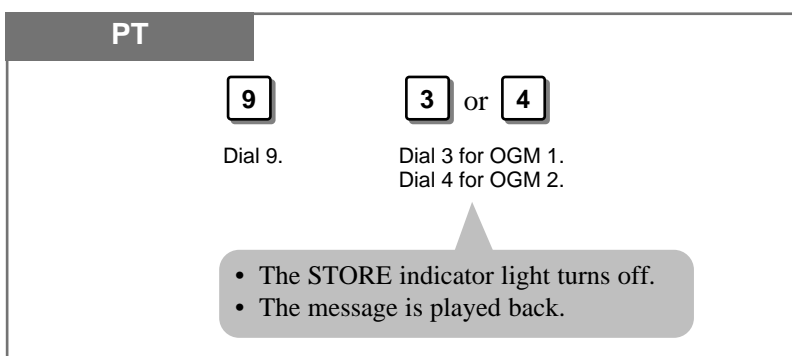 PT
9 3 or 4
Dial 9. Dial 3 for OGM 1.
Dial 4 for OGM 2.
• The STORE indicator light turns off.
• The message is played back.